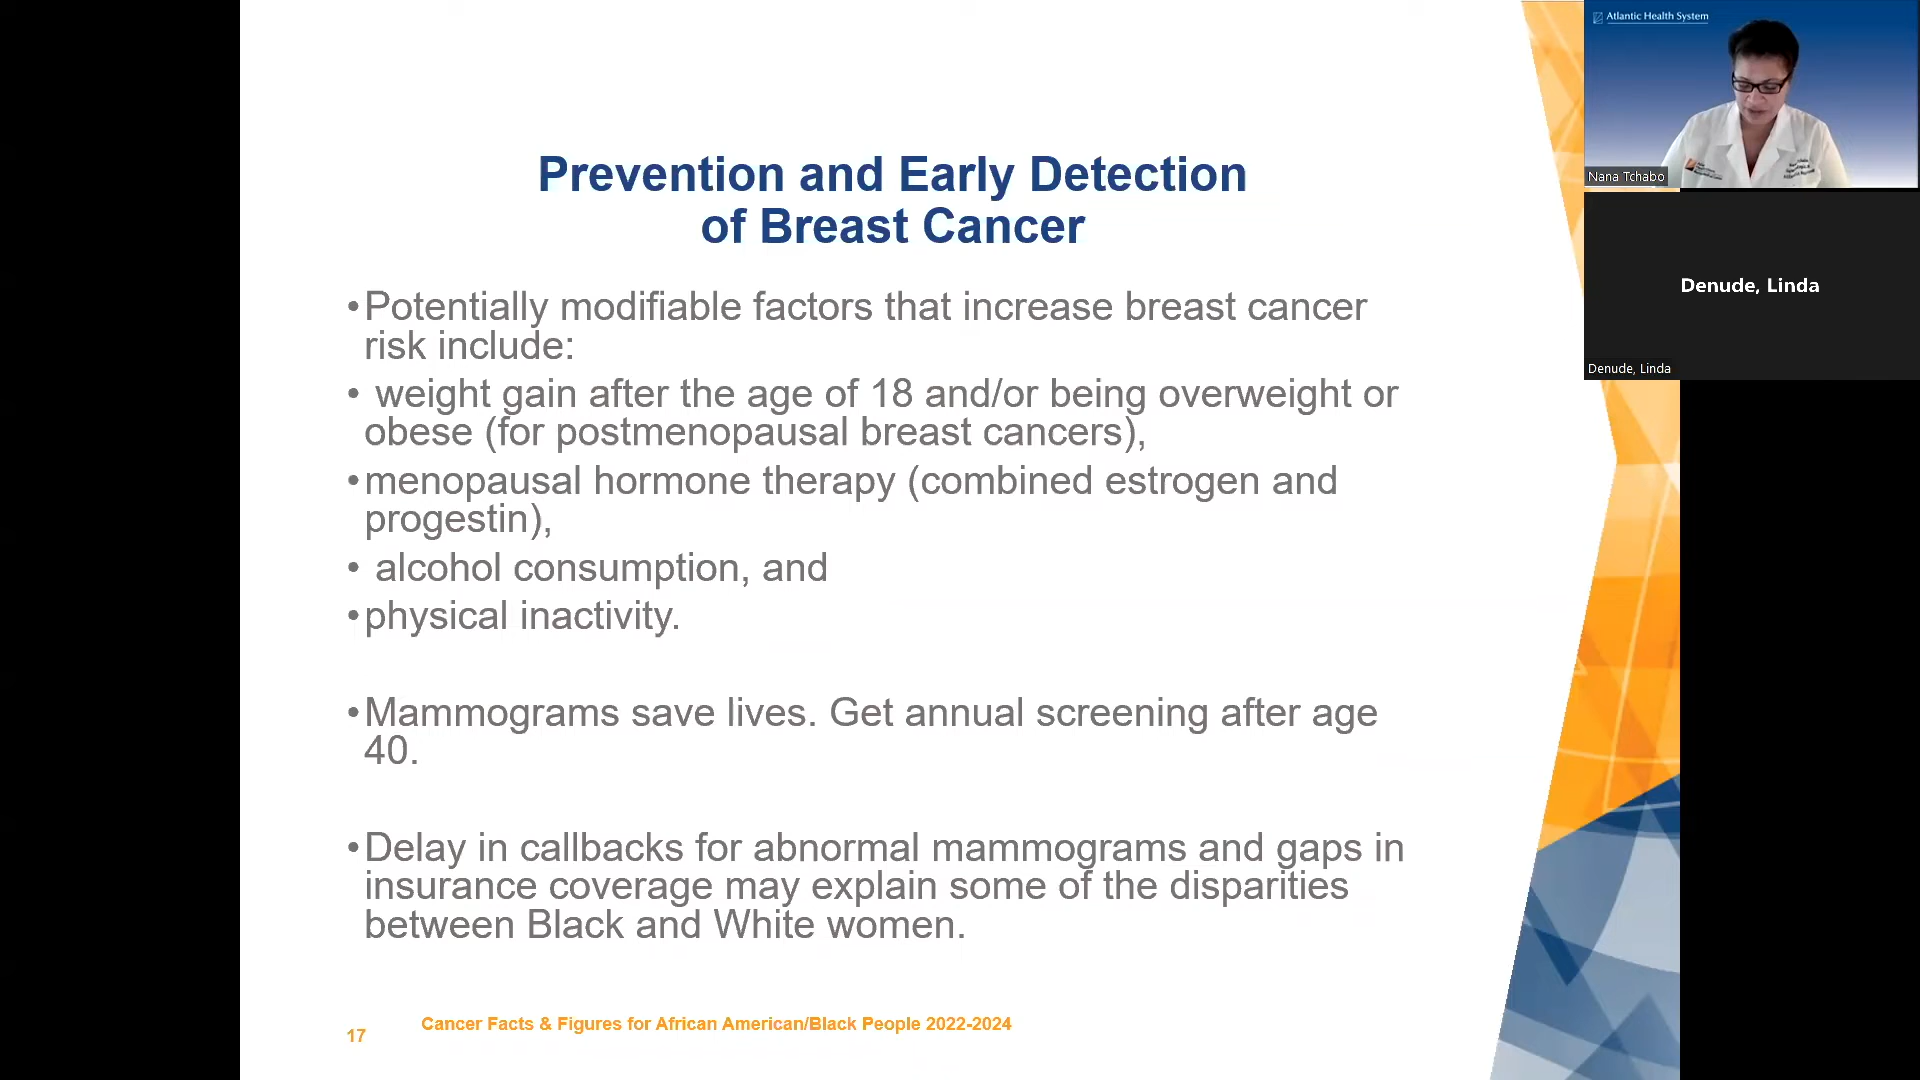 Prevention and Early Detection
of Breast Cancer
•Potentially modifiable factors that increase breast cancer
risk include:
• weight gain after the age of 18 and/or being overweight or
obese (for postmenopausal breast cancers),
•menopausal hormone therapy (combined estrogen and
progestin),
• alcohol consumption, and
•physical inactivity.
•Mammograms save lives. Get annual screening after age
40.
•Delay in callbacks for abnormal mammograms and gaps in
insurance coverage may explain some of the disparities
between Black and White women.
17
Cancer Facts & Figures for African American/Black People 2022-2024
Atlantic Health System
Nana Tchabo
Denude, Linda
Denude, Linda